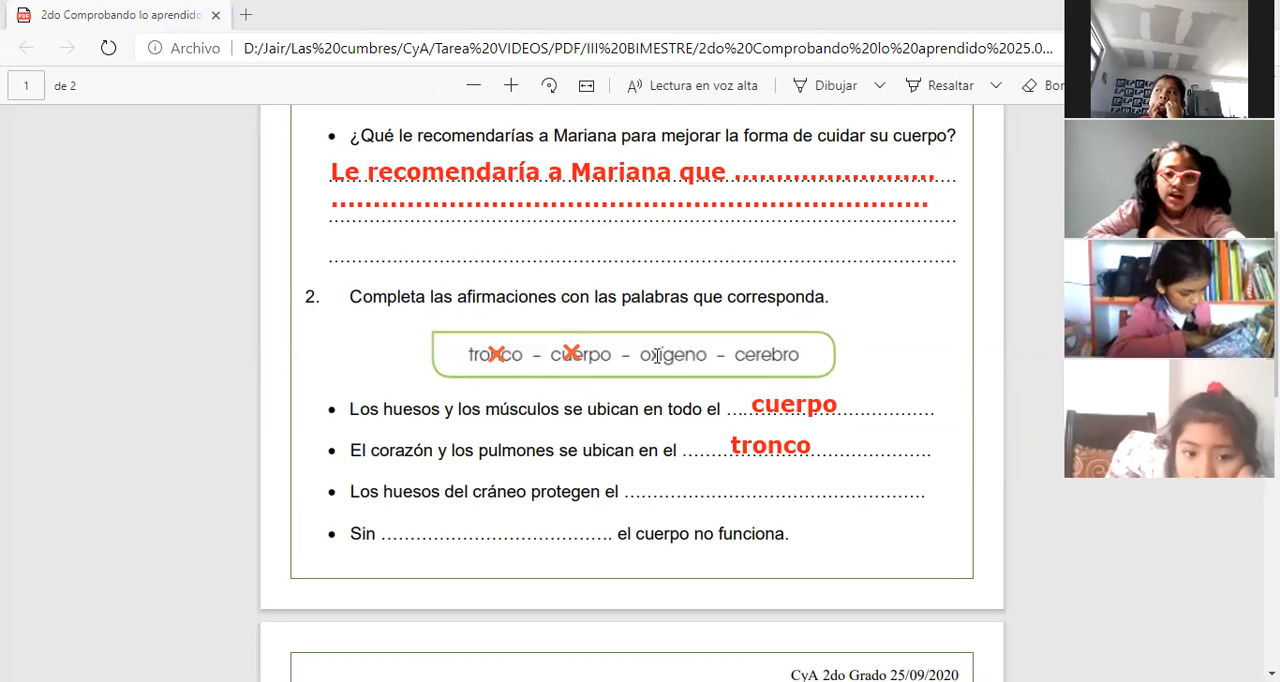 2do Comprobando lo aprendido
Archivo
D:/Jair/Las%20cumbres/CyA/Tarea%20VIDEOS/PDF/III%20BIMESTRE/2do%20Comprobando%20lo%20aprendido%2025.0...
1 de 2
Lectura en voz alta
Dibujar
Resaltar
Bor
• ¿Qué le recomendarías a Mariana para mejorar la forma de cuidar su cuerpo?
Le recomendaría a Mariana que ........................
........................................................................
........................................................................
2. Completa las afirmaciones con las palabras que corresponda.
tronco – cuerpo – oxígeno – cerebro
• Los huesos y los músculos se ubican en todo el ....cuerpo....................
• El corazón y los pulmones se ubican en el ........tronco....................
• Los huesos del cráneo protegen el ....................................................
• Sin ........................................ el cuerpo no funciona.
CyA 2do Grado 25/09/2020